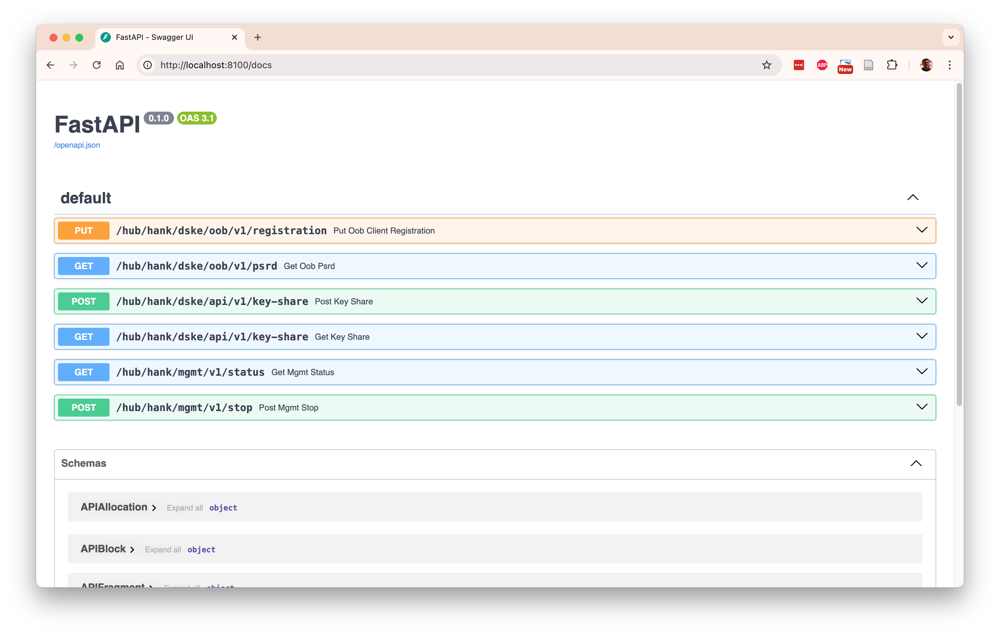 FastAPI - Swagger UI
http://localhost:8100/docs
ABP
New
FastAPI 0.1.0 OAS 3.1
/openapi.json
default
PUT /hub/hank/dske/oob/v1/registration Put Oob Client Registration
GET /hub/hank/dske/oob/v1/psrd Get Oob Psrd
POST /hub/hank/dske/api/v1/key-share Post Key Share
GET /hub/hank/dske/api/v1/key-share Get Key Share
GET /hub/hank/mgmt/v1/status Get Mgmt Status
POST /hub/hank/mgmt/v1/stop Post Mgmt Stop
Schemas
APIAllocation Expand all object
APIBlock Expand all object
APIFragment Expand all object